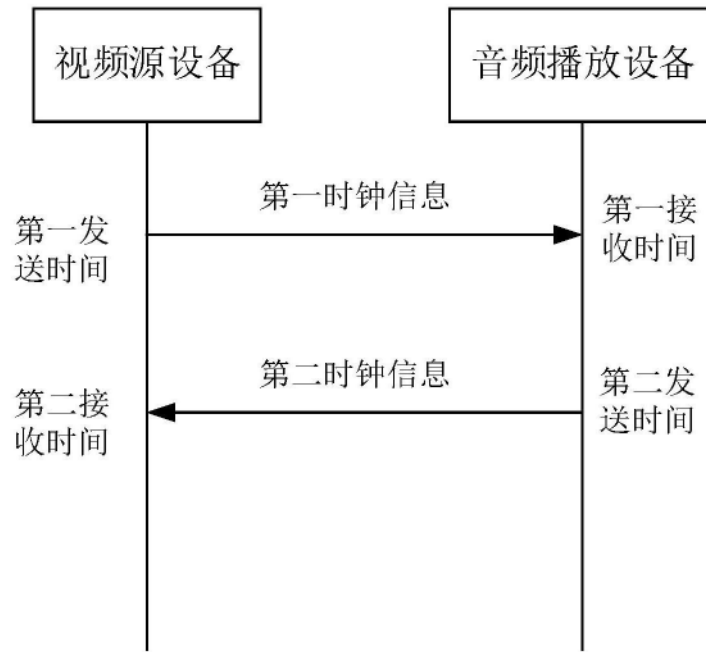 视频源设备
音频播放设备
第一时钟信息
第一发
送时间
第一接
收时间
第二时钟信息
第二接
收时间
第二发
送时间